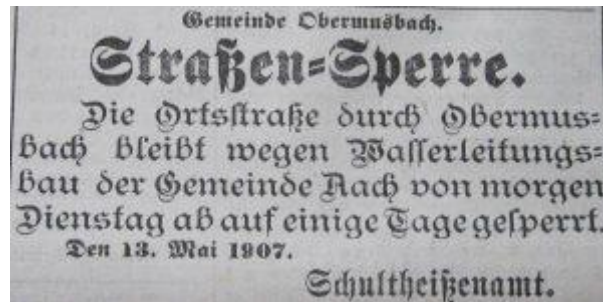 Gemeinde Obermusbach.
Straßen-Sperre.
Die Ortsstraße durch Obermus-
bach bleibt wegen Wasserleitungs-
bau der Gemeinde Aach von morgen
Dienstag ab auf einige Tage gesperrt.
Den 13. Mai 1907.
Schultheißenamt.